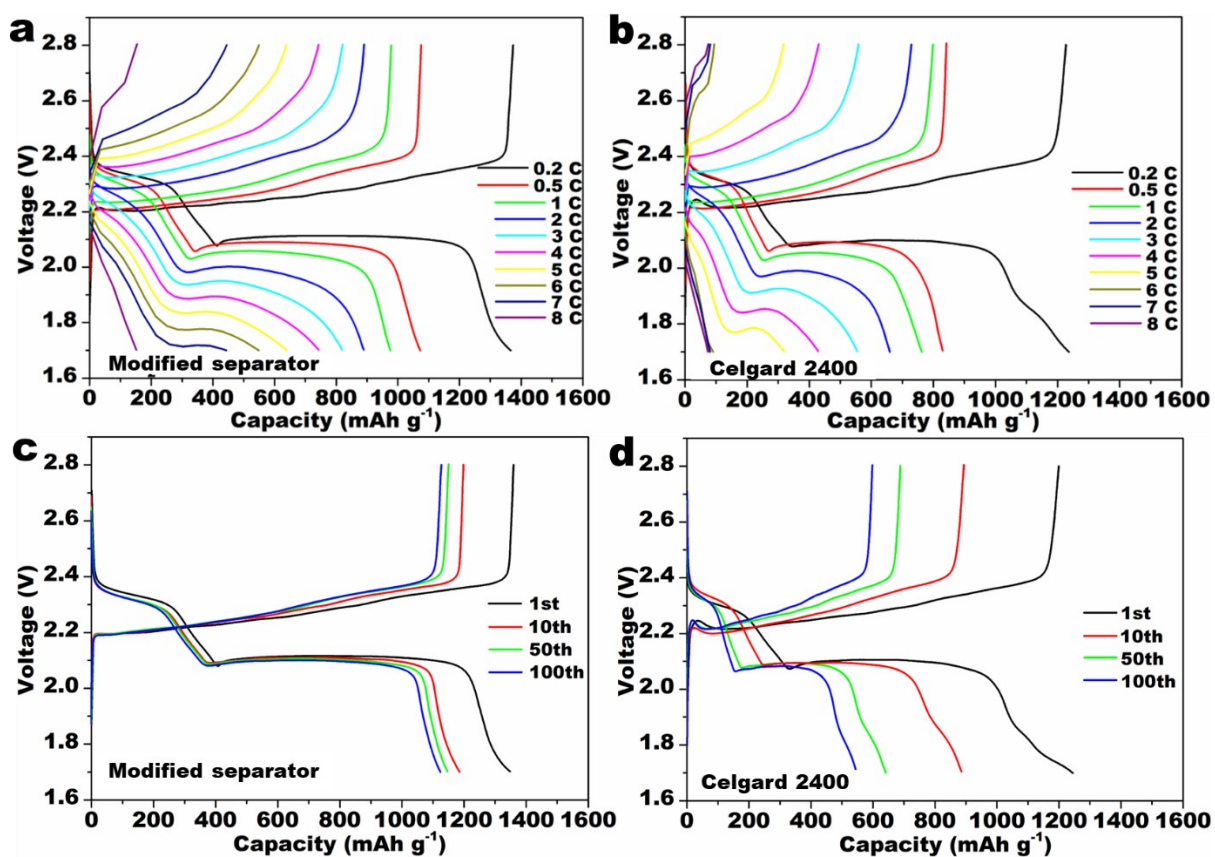 a
2.8
2.6
2.4
2.2
2.0
1.8
1.6
Voltage (V)
0.2 C
0.5 C
1 C
2 C
3 C
4 C
5 C
6 C
7 C
8 C
Modified separator
0 200 400 600 800 1000 1200 1400 1600
Capacity (mAh g⁻¹)
b
2.8
2.6
2.4
2.2
2.0
1.8
1.6
Voltage (V)
0.2 C
0.5 C
1 C
2 C
3 C
4 C
5 C
6 C
7 C
8 C
Celgard 2400
0 200 400 600 800 1000 1200 1400 1600
Capacity (mAh g⁻¹)
c
2.8
2.6
2.4
2.2
2.0
1.8
1.6
Voltage (V)
1st
10th
50th
100th
Modified separator
0 200 400 600 800 1000 1200 1400 1600
Capacity (mAh g⁻¹)
d
2.8
2.6
2.4
2.2
2.0
1.8
1.6
Voltage (V)
1st
10th
50th
100th
Celgard 2400
0 200 400 600 800 1000 1200 1400 1600
Capacity (mAh g⁻¹)